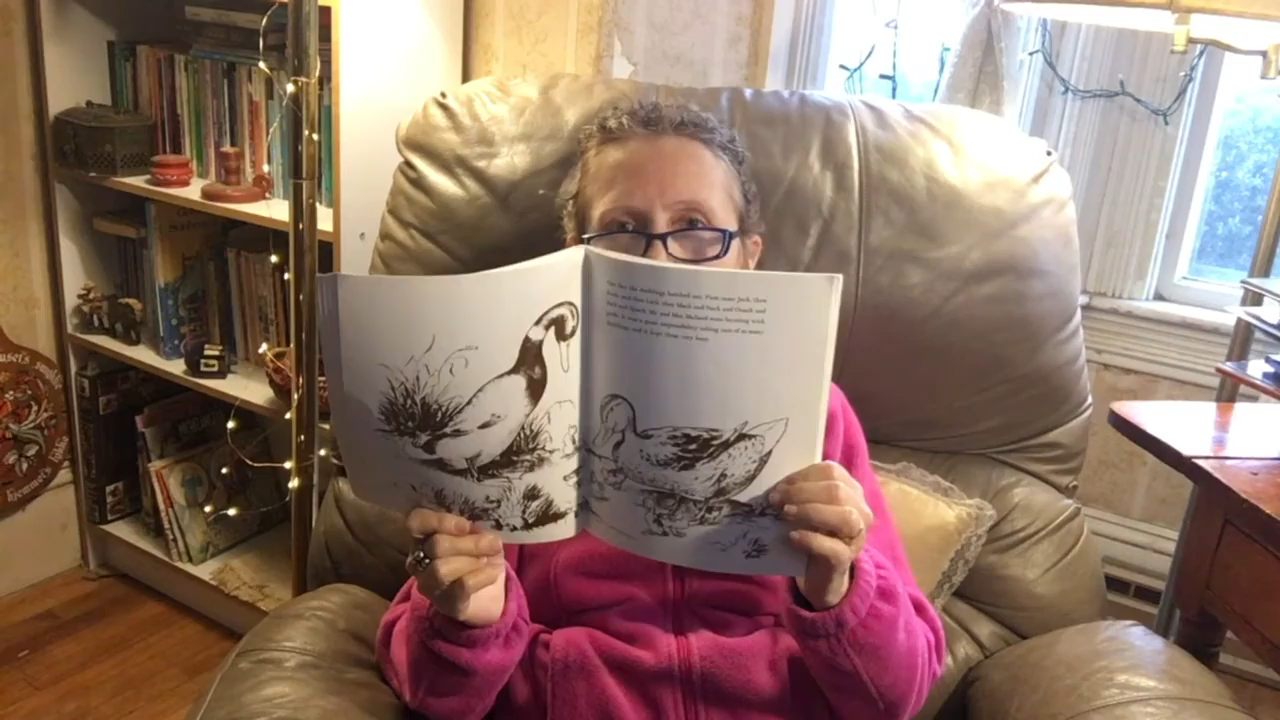 One day the ducklings hatched out. First came Jack, then
Kack, and then Lack, then Mack and Nack and Ouack and
Pack and Quack. Mr. and Mrs. Mallard were bursting with
pride. It was a great responsibility taking care of so many
ducklings, and it kept them very busy.